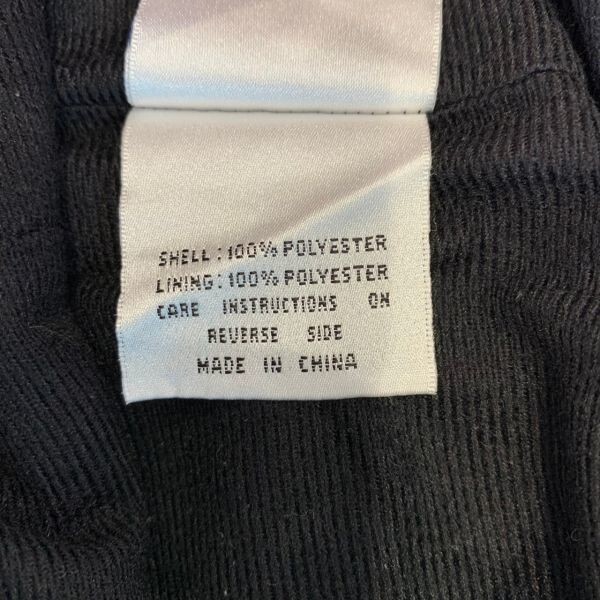 SHELL: 100% POLYESTER
LINING: 100% POLYESTER
CARE INSTRUCTIONS ON
REVERSE SIDE
MADE IN CHINA